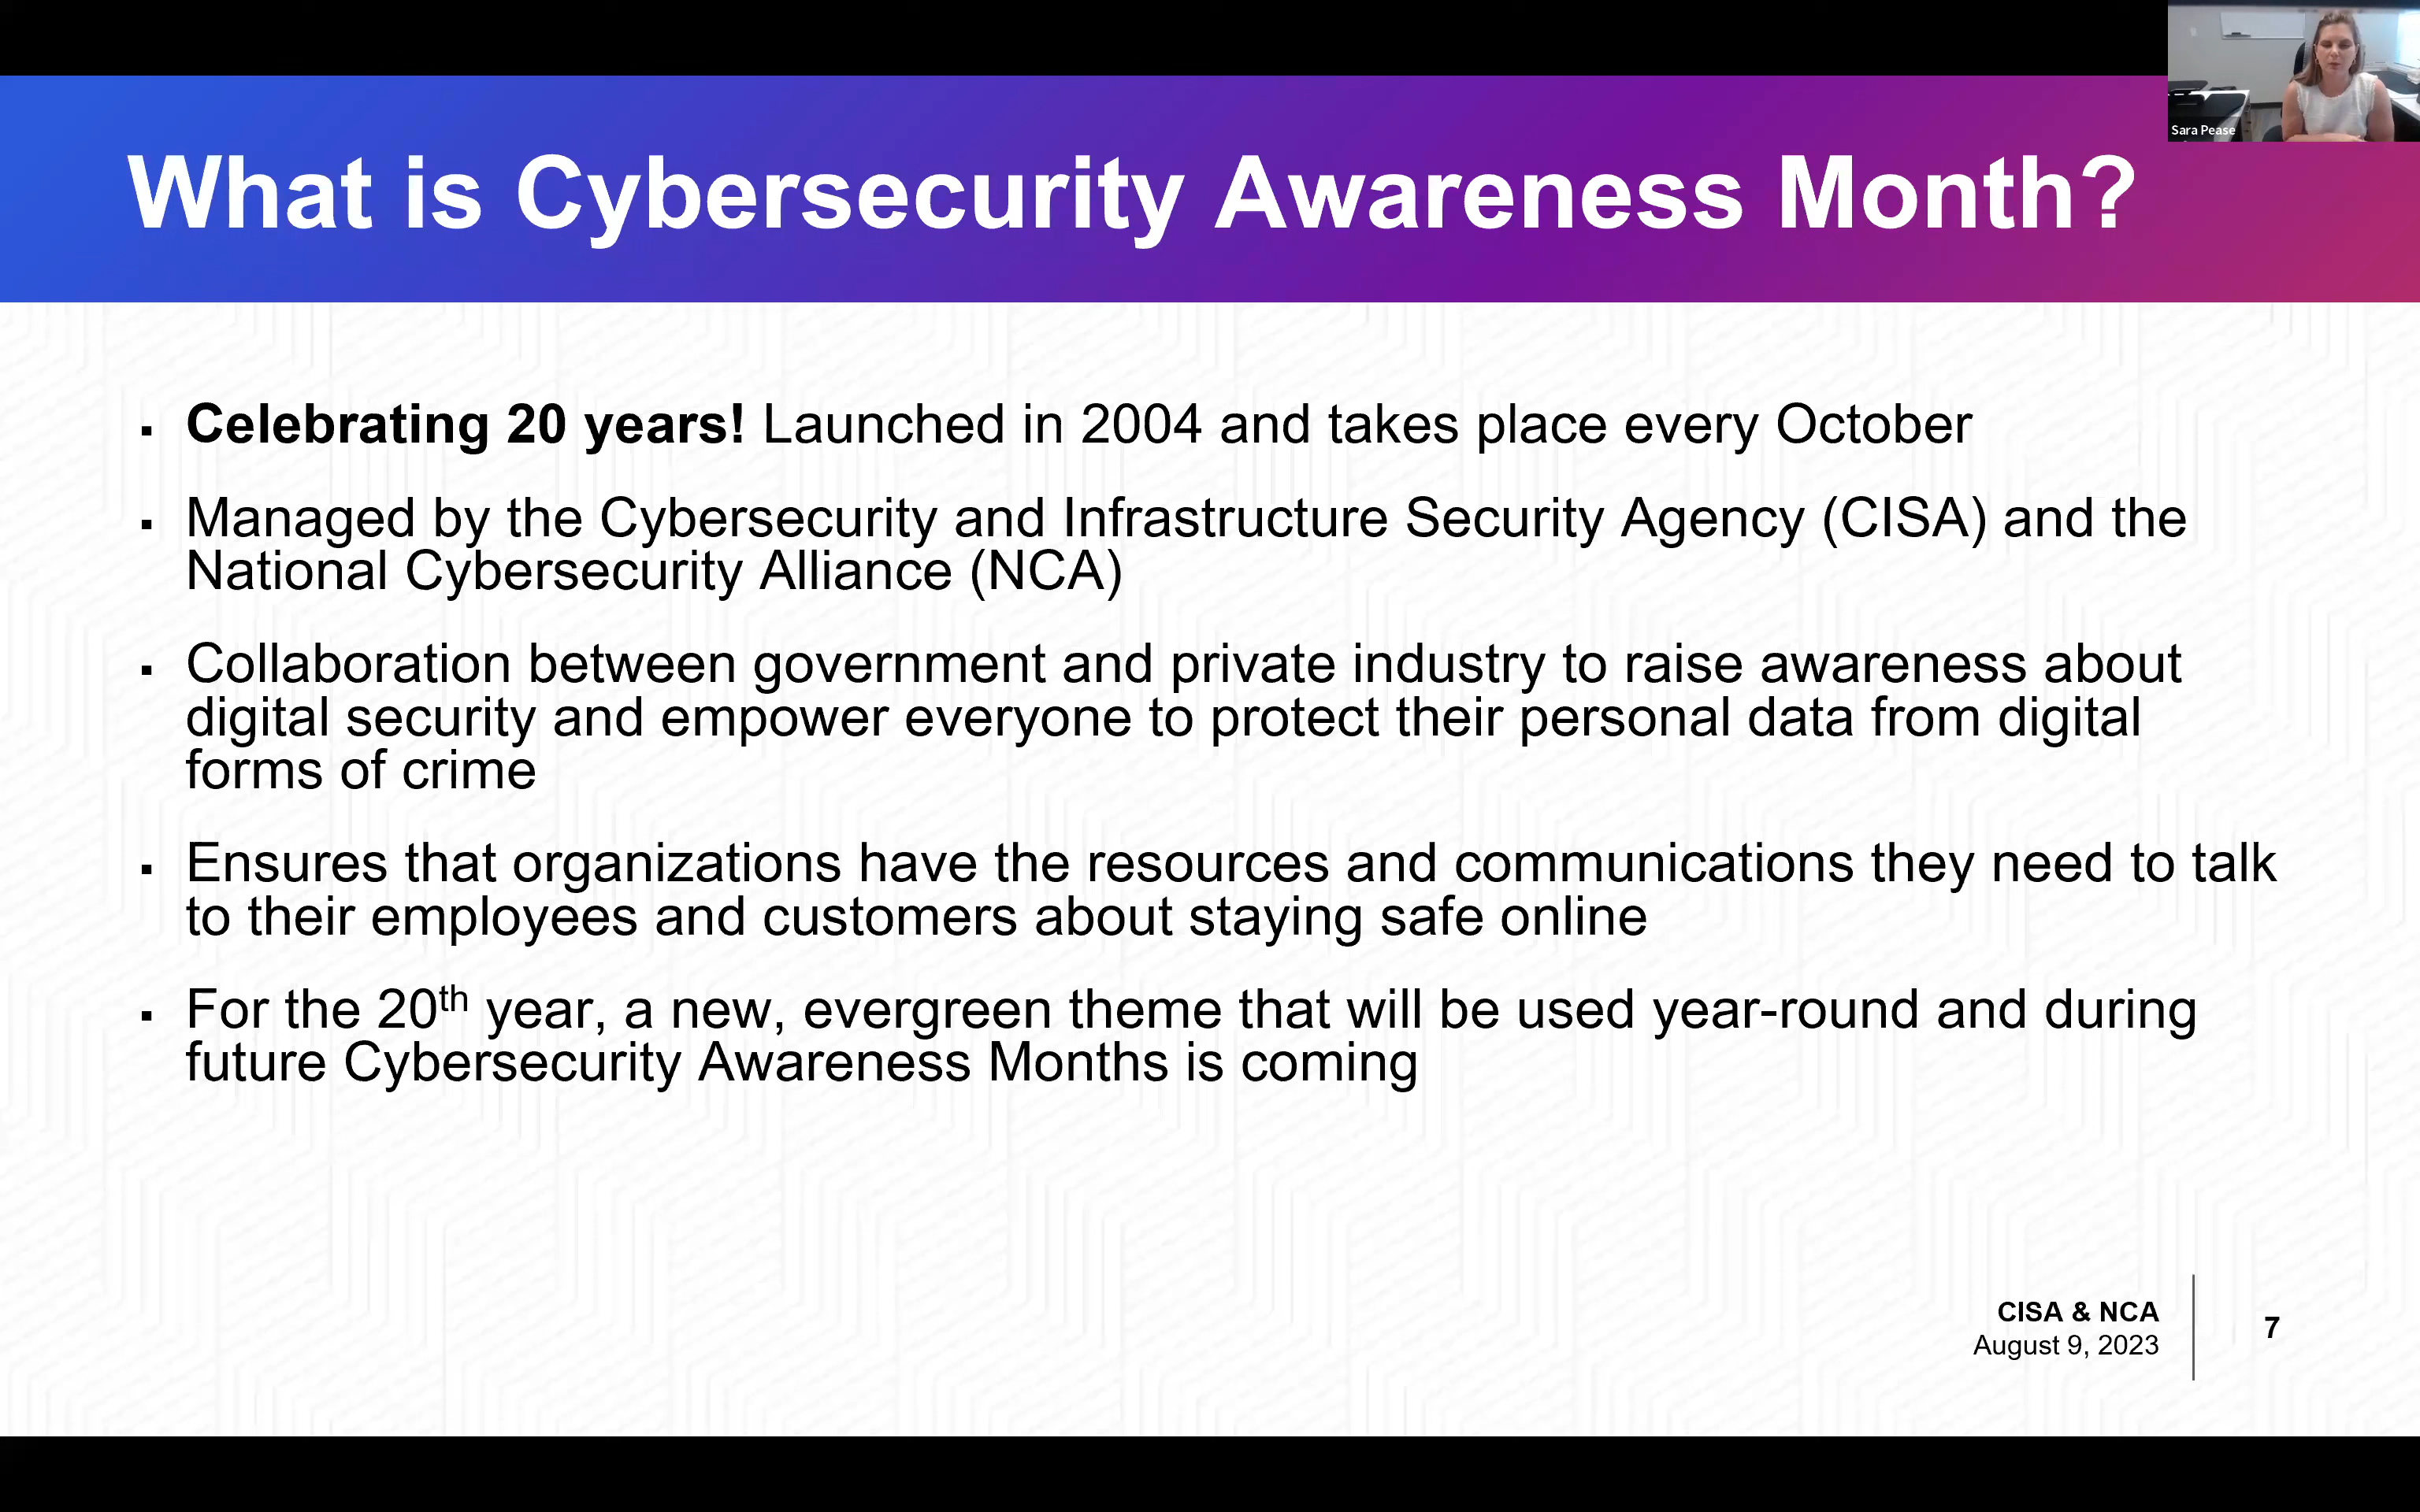 Sara Pease
What is Cybersecurity Awareness Month?
▪ Celebrating 20 years! Launched in 2004 and takes place every October
▪ Managed by the Cybersecurity and Infrastructure Security Agency (CISA) and the
National Cybersecurity Alliance (NCA)
▪ Collaboration between government and private industry to raise awareness about
digital security and empower everyone to protect their personal data from digital
forms of crime
▪ Ensures that organizations have the resources and communications they need to talk
to their employees and customers about staying safe online
▪ For the 20th year, a new, evergreen theme that will be used year-round and during
future Cybersecurity Awareness Months is coming
CISA & NCA
August 9, 2023
7